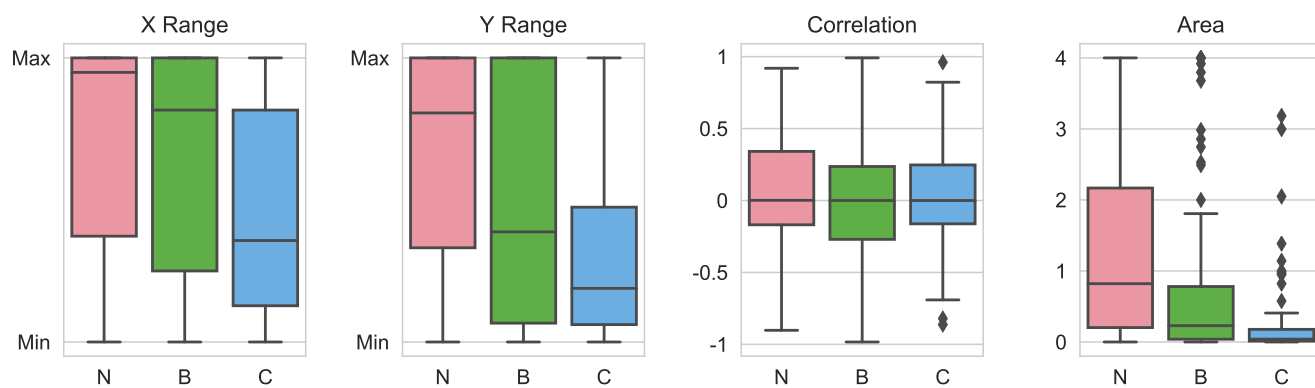 X Range
Max
Min
N B C
Y Range
Max
Min
N B C
Correlation
1
0.5
0
-0.5
-1
N B C
Area
4
3
2
1
0
N B C